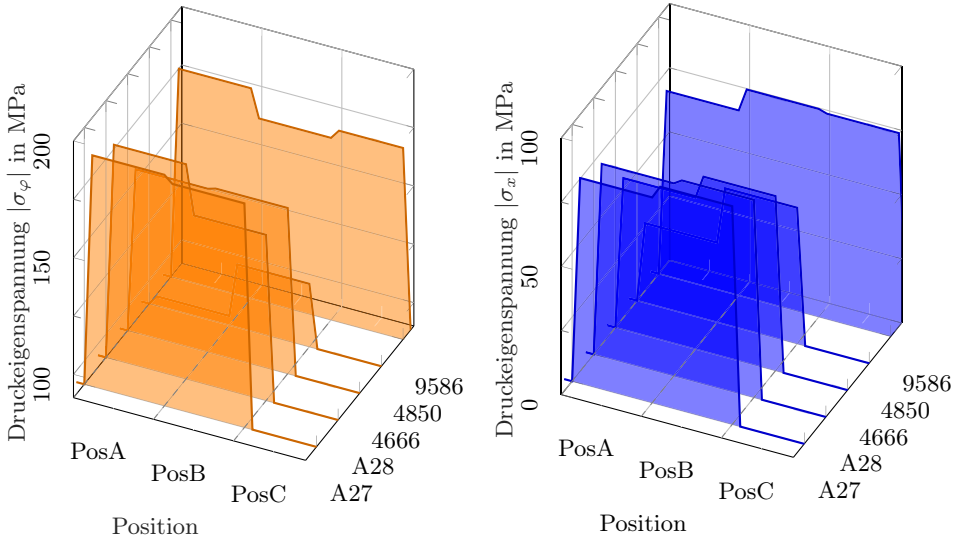 Druckeigenspannung |σφ| in MPa
200
150
100
PosA
PosB
PosC
Position
9586
4850
4666
A28
A27
Druckeigenspannung |σx| in MPa
100
50
0
PosA
PosB
PosC
Position
9586
4850
4666
A28
A27